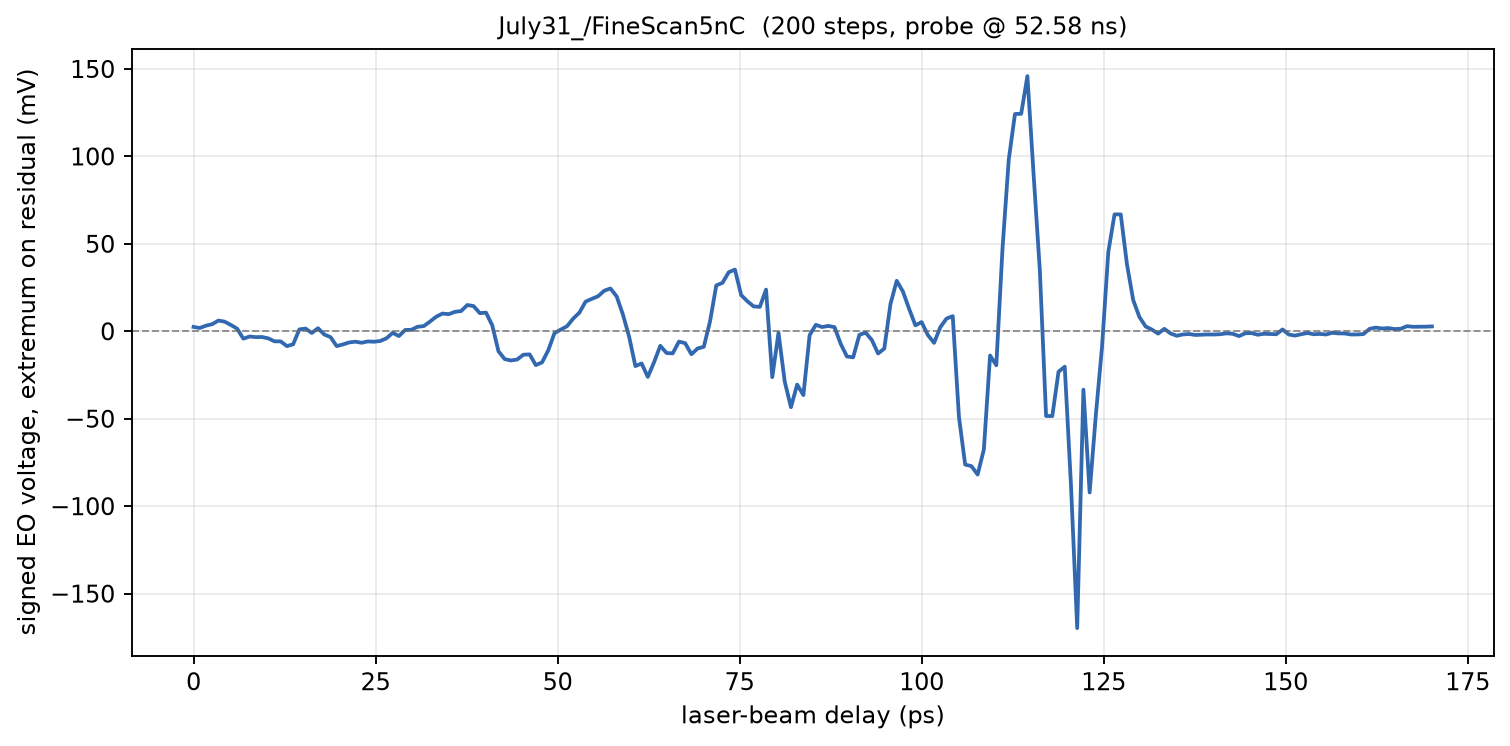 July31_/FineScan5nC  (200 steps, probe @ 52.58 ns)
signed EO voltage, extremum on residual (mV)
150
100
50
0
−50
−100
−150
0 25 50 75 100 125 150 175
laser-beam delay (ps)